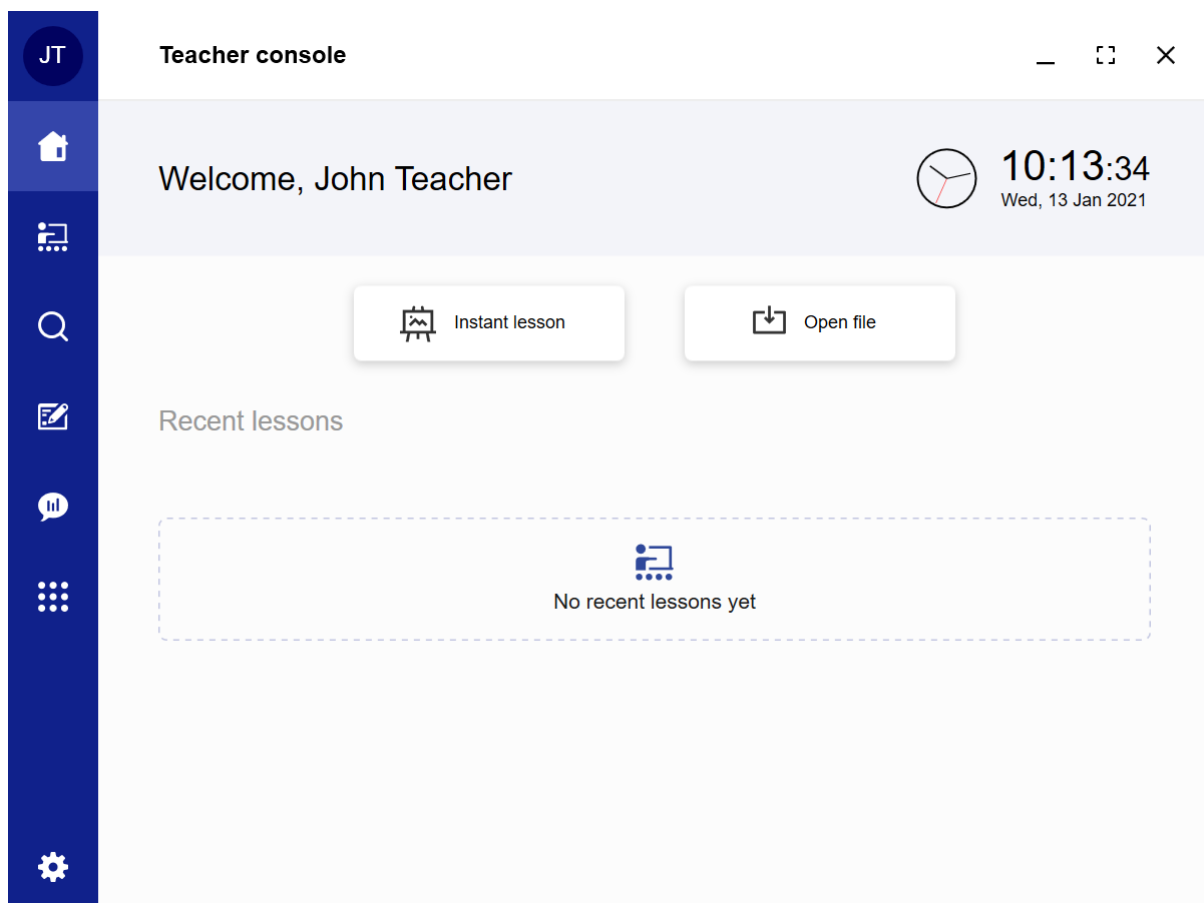 JT
Teacher console
Welcome, John Teacher
10:13:34
Wed, 13 Jan 2021
Instant lesson
Open file
Recent lessons
No recent lessons yet